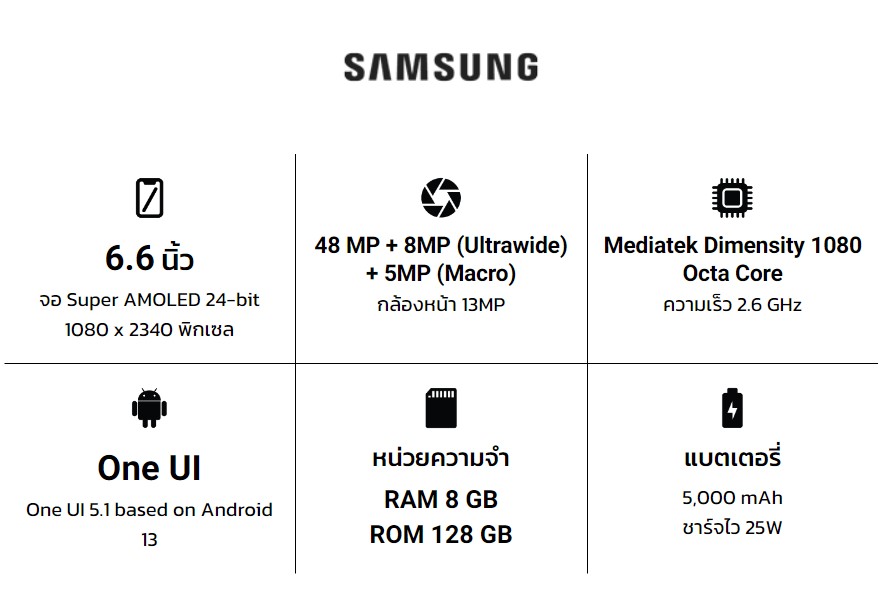 SAMSUNG
6.6 นิ้ว
จอ Super AMOLED 24-bit
1080 x 2340 พิกเซล
48 MP + 8MP (Ultrawide)
+ 5MP (Macro)
กล้องหน้า 13MP
Mediatek Dimensity 1080
Octa Core
ความเร็ว 2.6 GHz
One UI
One UI 5.1 based on Android
13
หน่วยความจำ
RAM 8 GB
ROM 128 GB
แบตเตอรี่
5,000 mAh
ชาร์จไว 25W